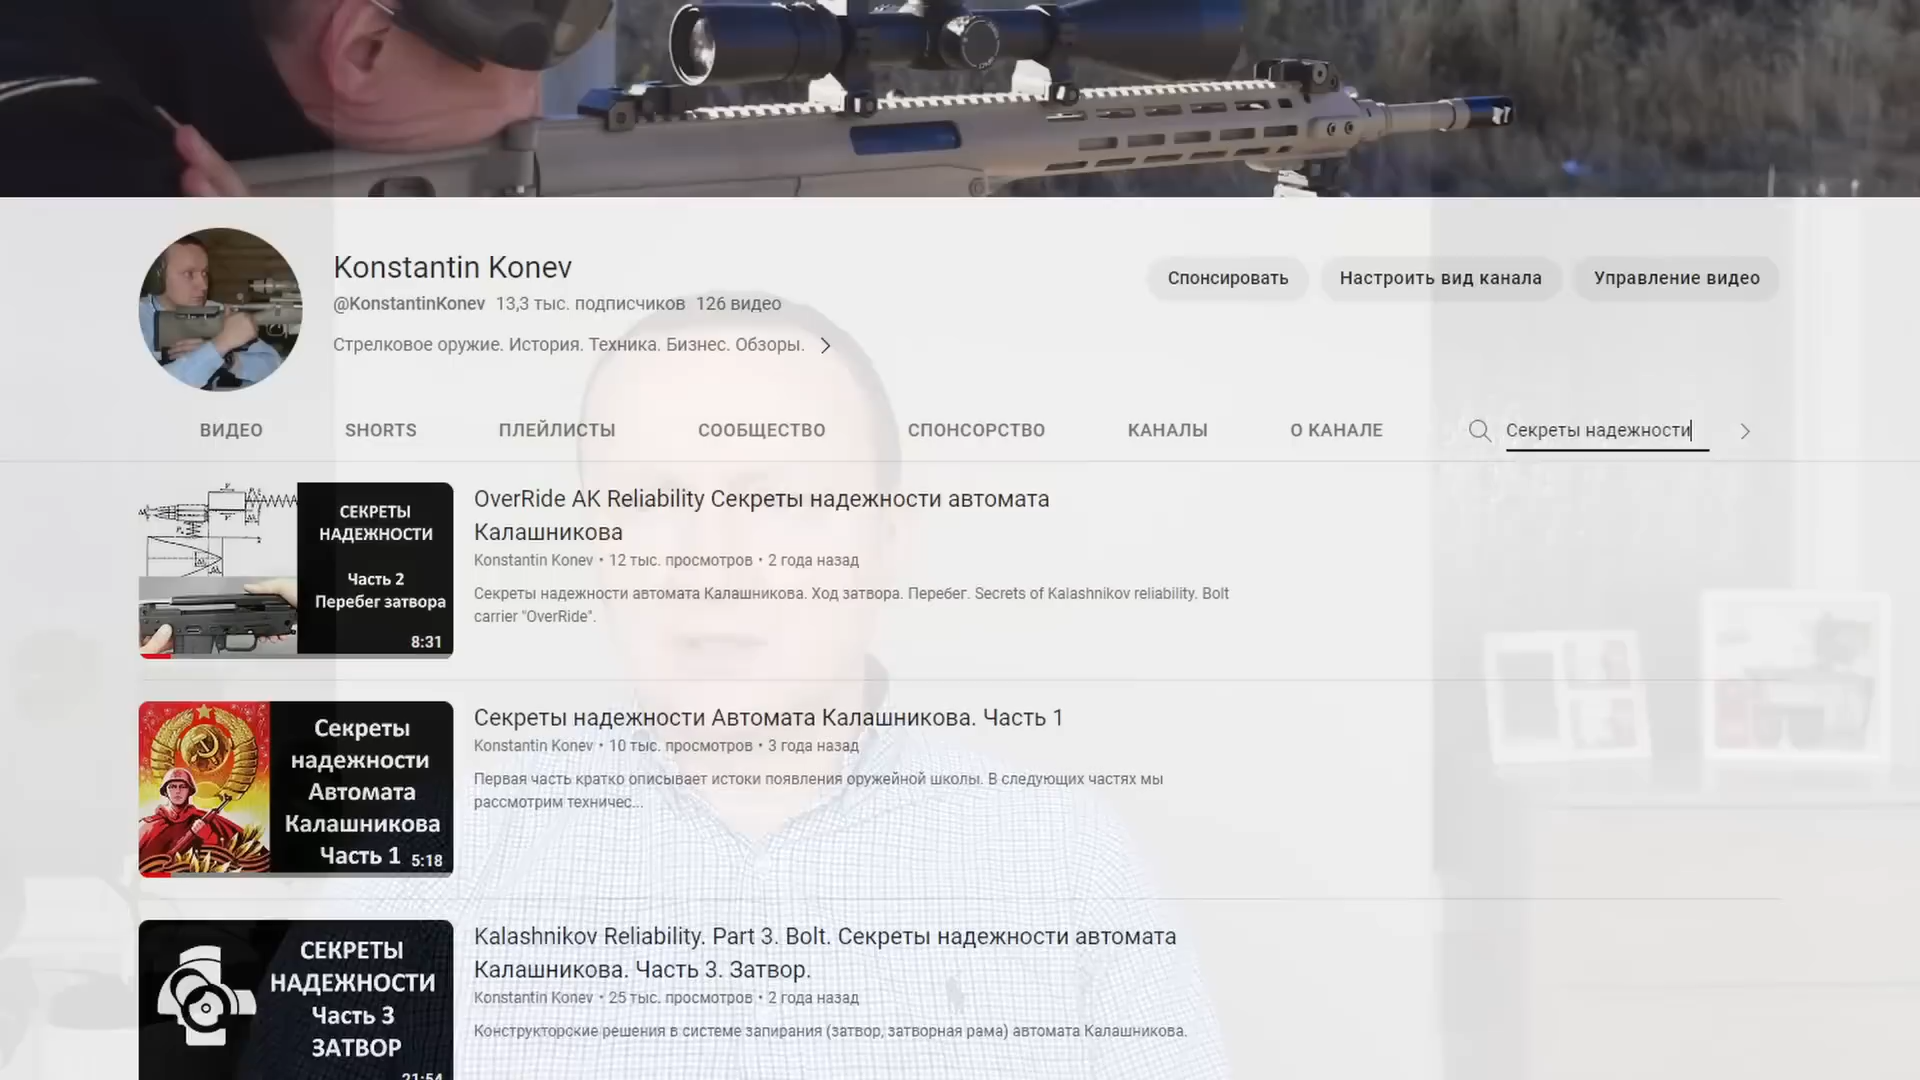 Konstantin Konev
@KonstantinKonev 13,3 тыс. подписчиков 126 видео
Стрелковое оружие. История. Техника. Бизнес. Обзоры.
Спонсировать
Настроить вид канала
Управление видео
ВИДЕО
SHORTS
ПЛЕЙЛИСТЫ
СООБЩЕСТВО
СПОНСОРСТВО
КАНАЛЫ
О КАНАЛЕ
Секреты надежности
СЕКРЕТЫ
НАДЕЖНОСТИ
Часть 2
Перебег затвора
8:31
OverRide AK Reliability Секреты надежности автомата
Калашникова
Konstantin Konev • 12 тыс. просмотров • 2 года назад
Секреты надежности автомата Калашникова. Ход затвора. Перебег. Secrets of Kalashnikov reliability. Bolt
carrier "OverRide".
Секреты
надежности
Автомата
Калашникова
Часть 1
5:18
Секреты надежности Автомата Калашникова. Часть 1
Konstantin Konev • 10 тыс. просмотров • 3 года назад
Первая часть кратко описывает истоки появления оружейной школы. В следующих частях мы
рассмотрим техничес...
СЕКРЕТЫ
НАДЕЖНОСТИ
Часть 3
ЗАТВОР
21:54
Kalashnikov Reliability. Part 3. Bolt. Секреты надежности автомата
Калашникова. Часть 3. Затвор.
Konstantin Konev • 25 тыс. просмотров • 2 года назад
Конструкторские решения в системе запирания (затвор, затворная рама) автомата Калашникова.